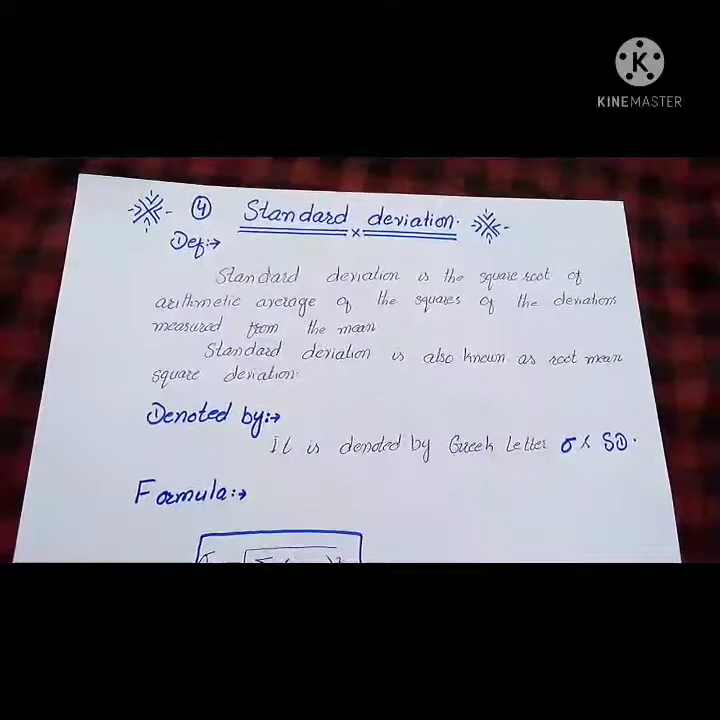 K
KINEMASTER
④ Standard deviation.
Def:→
Standard deviation is the square root of
arithmetic average of the squares of the deviations
measured from the mean
Standard deviation is also known as root mean
square deviation.
Denoted by:→
It is denoted by Greek Letter σ & SD.
Formula:→